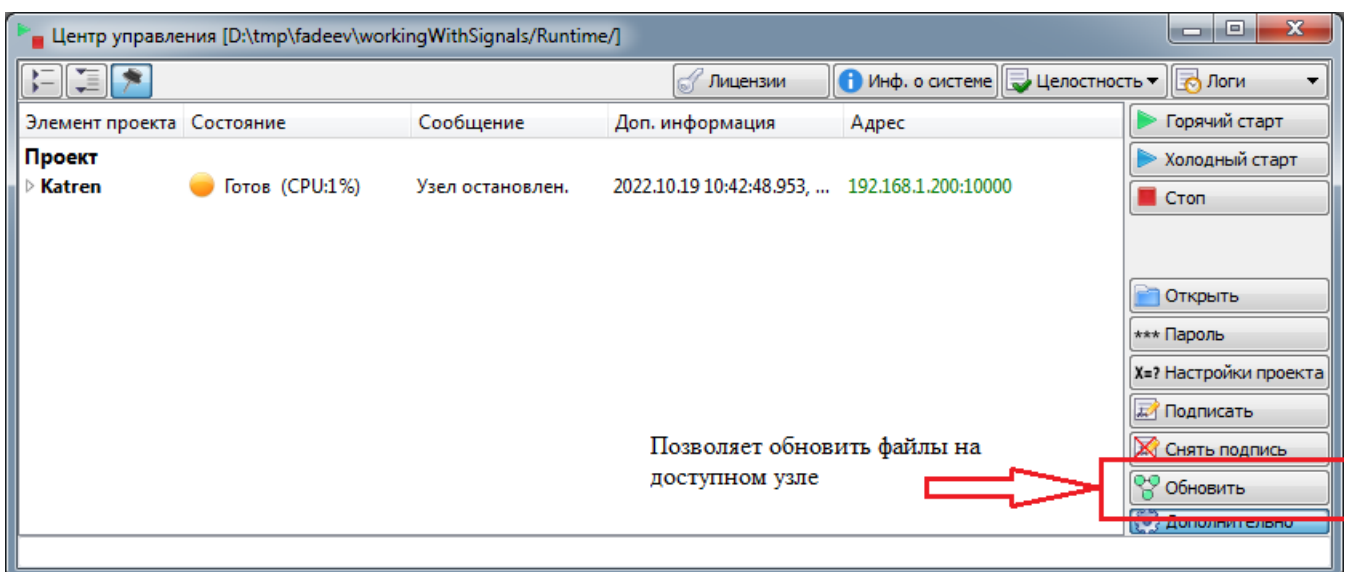 Центр управления [D:\tmp\fadeev\workingWithSignals/Runtime/]
Лицензии Инф. о системе Целостность Логи
Элемент проекта Состояние Сообщение Доп. информация Адрес
Проект
Katren Готов (CPU:1%) Узел остановлен. 2022.10.19 10:42:48.953, ... 192.168.1.200:10000
Горячий старт
Холодный старт
Стоп
Открыть
*** Пароль
X=? Настройки проекта
Подписать
Снять подпись
Обновить
Дополнительно
Позволяет обновить файлы на
доступном узле